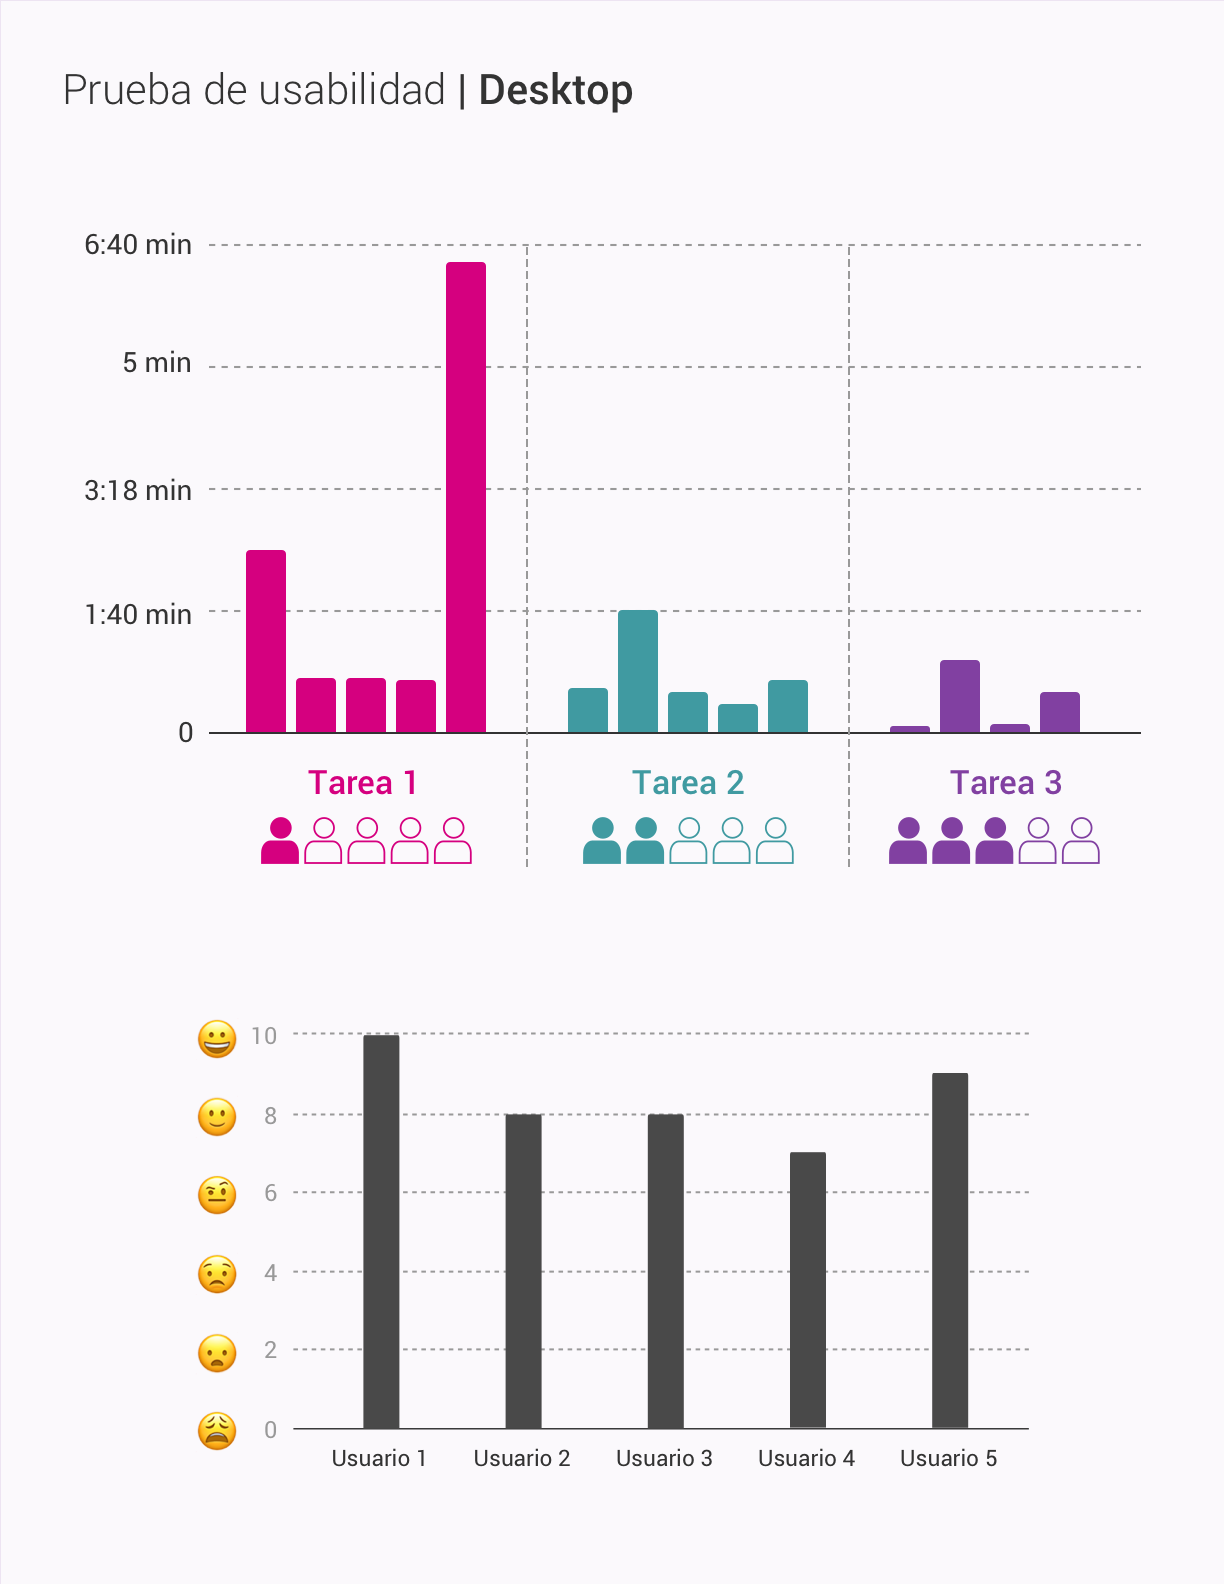 Prueba de usabilidad | Desktop
6:40 min
5 min
3:18 min
1:40 min
0
Tarea 1 Tarea 2 Tarea 3
10
8
6
4
2
0
Usuario 1 Usuario 2 Usuario 3 Usuario 4 Usuario 5